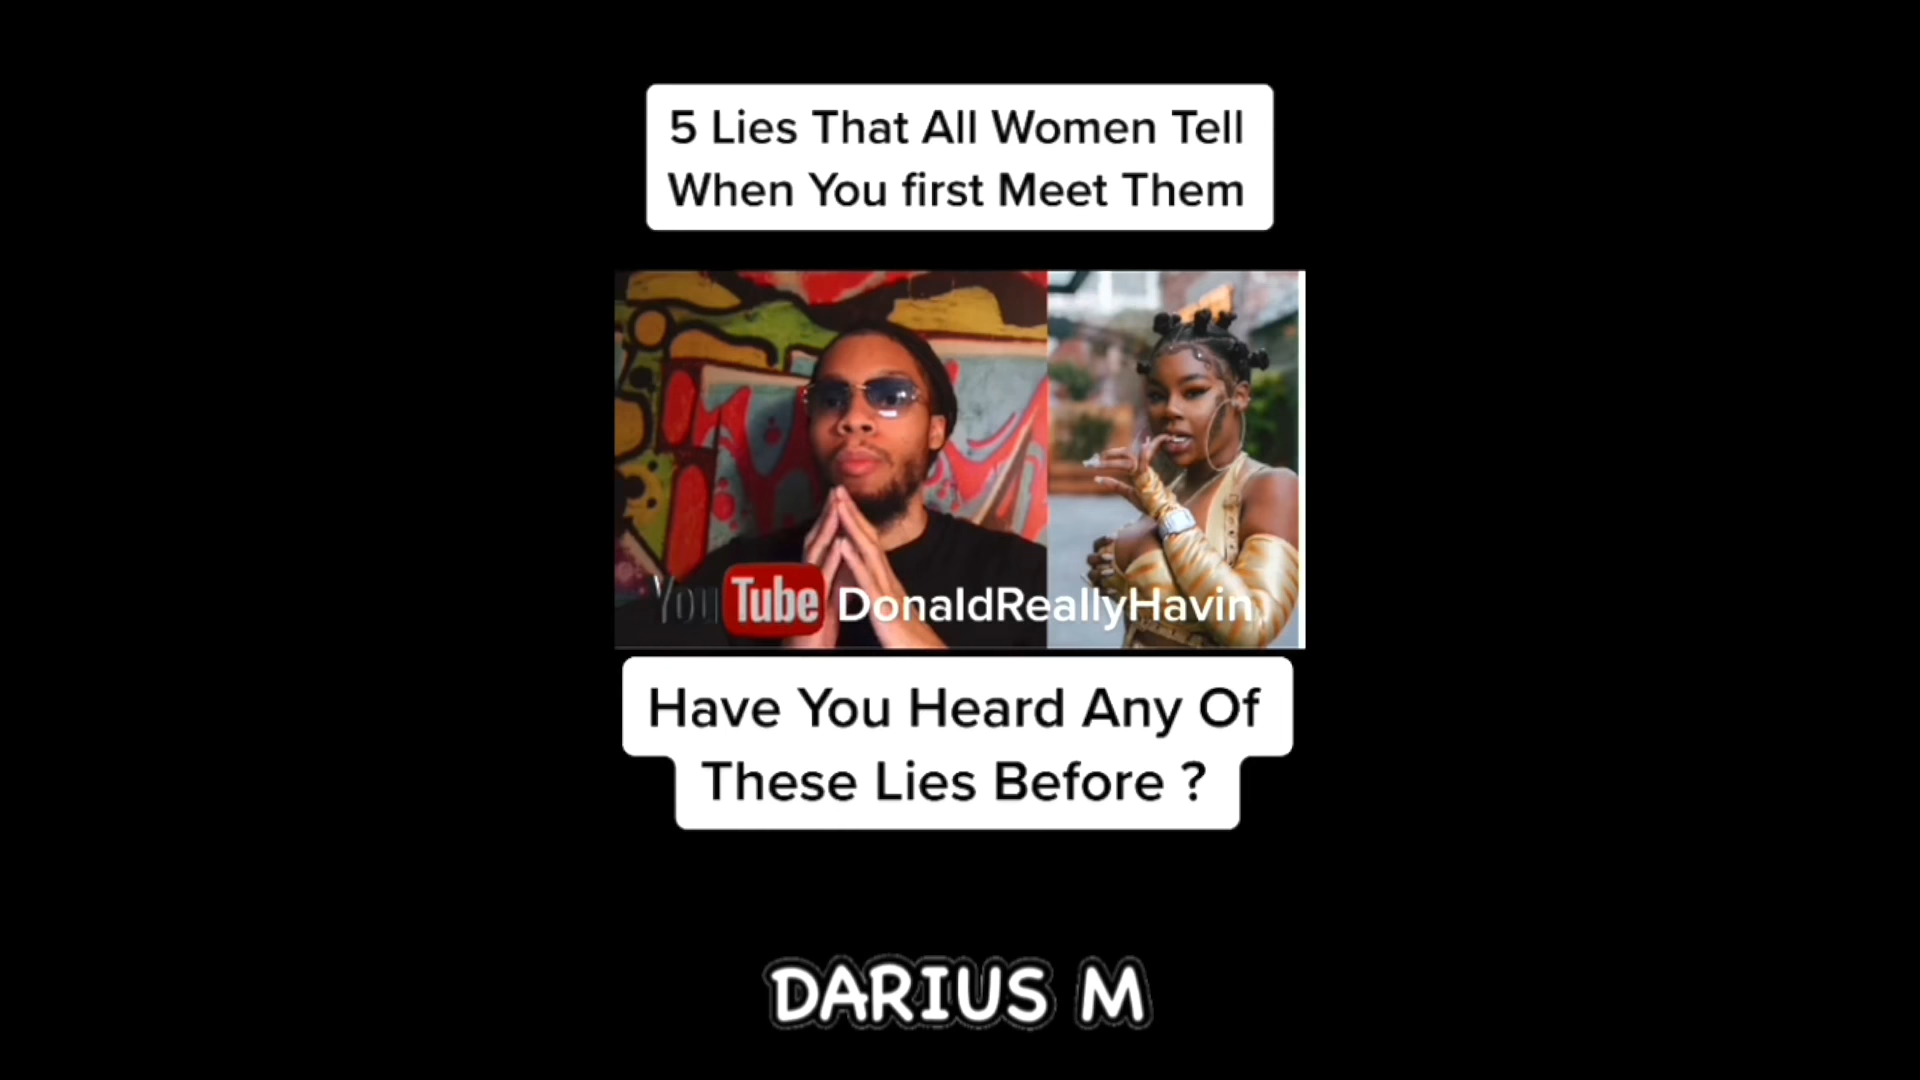 5 Lies That All Women Tell
When You first Meet Them
YouTube DonaldReallyHavin
Have You Heard Any Of
These Lies Before ?
DARIUS M